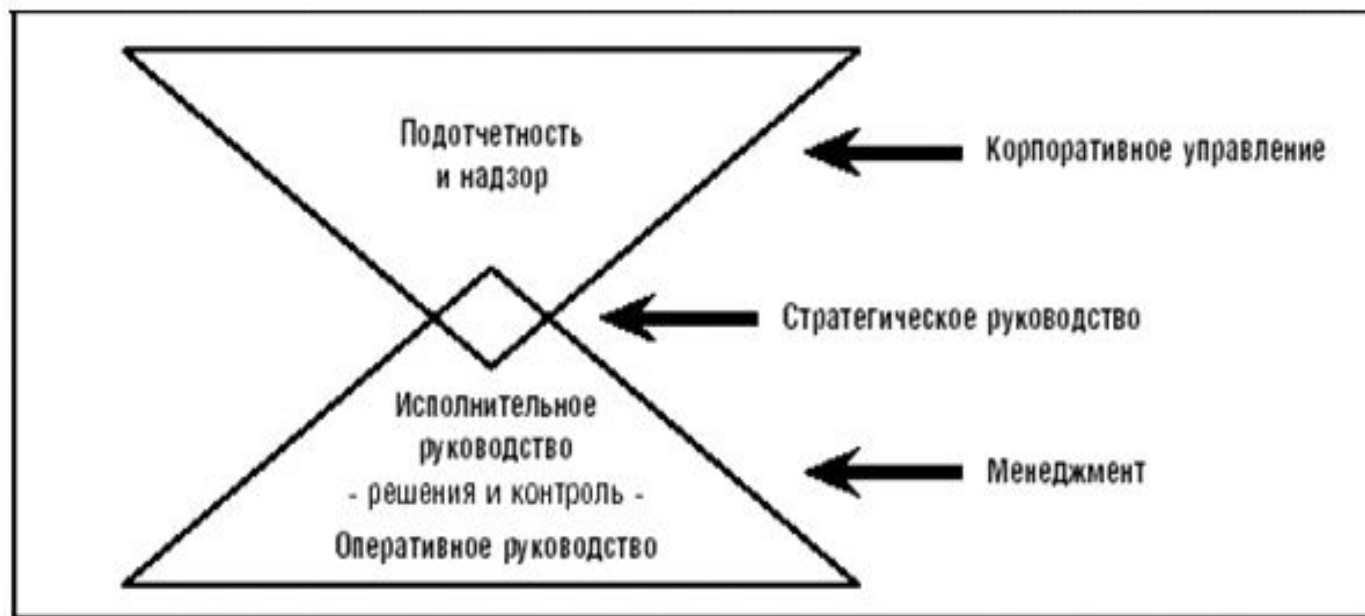 Подотчетность
и надзор
Корпоративное управление
Стратегическое руководство
Исполнительное
руководство
- решения и контроль -
Оперативное руководство
Менеджмент